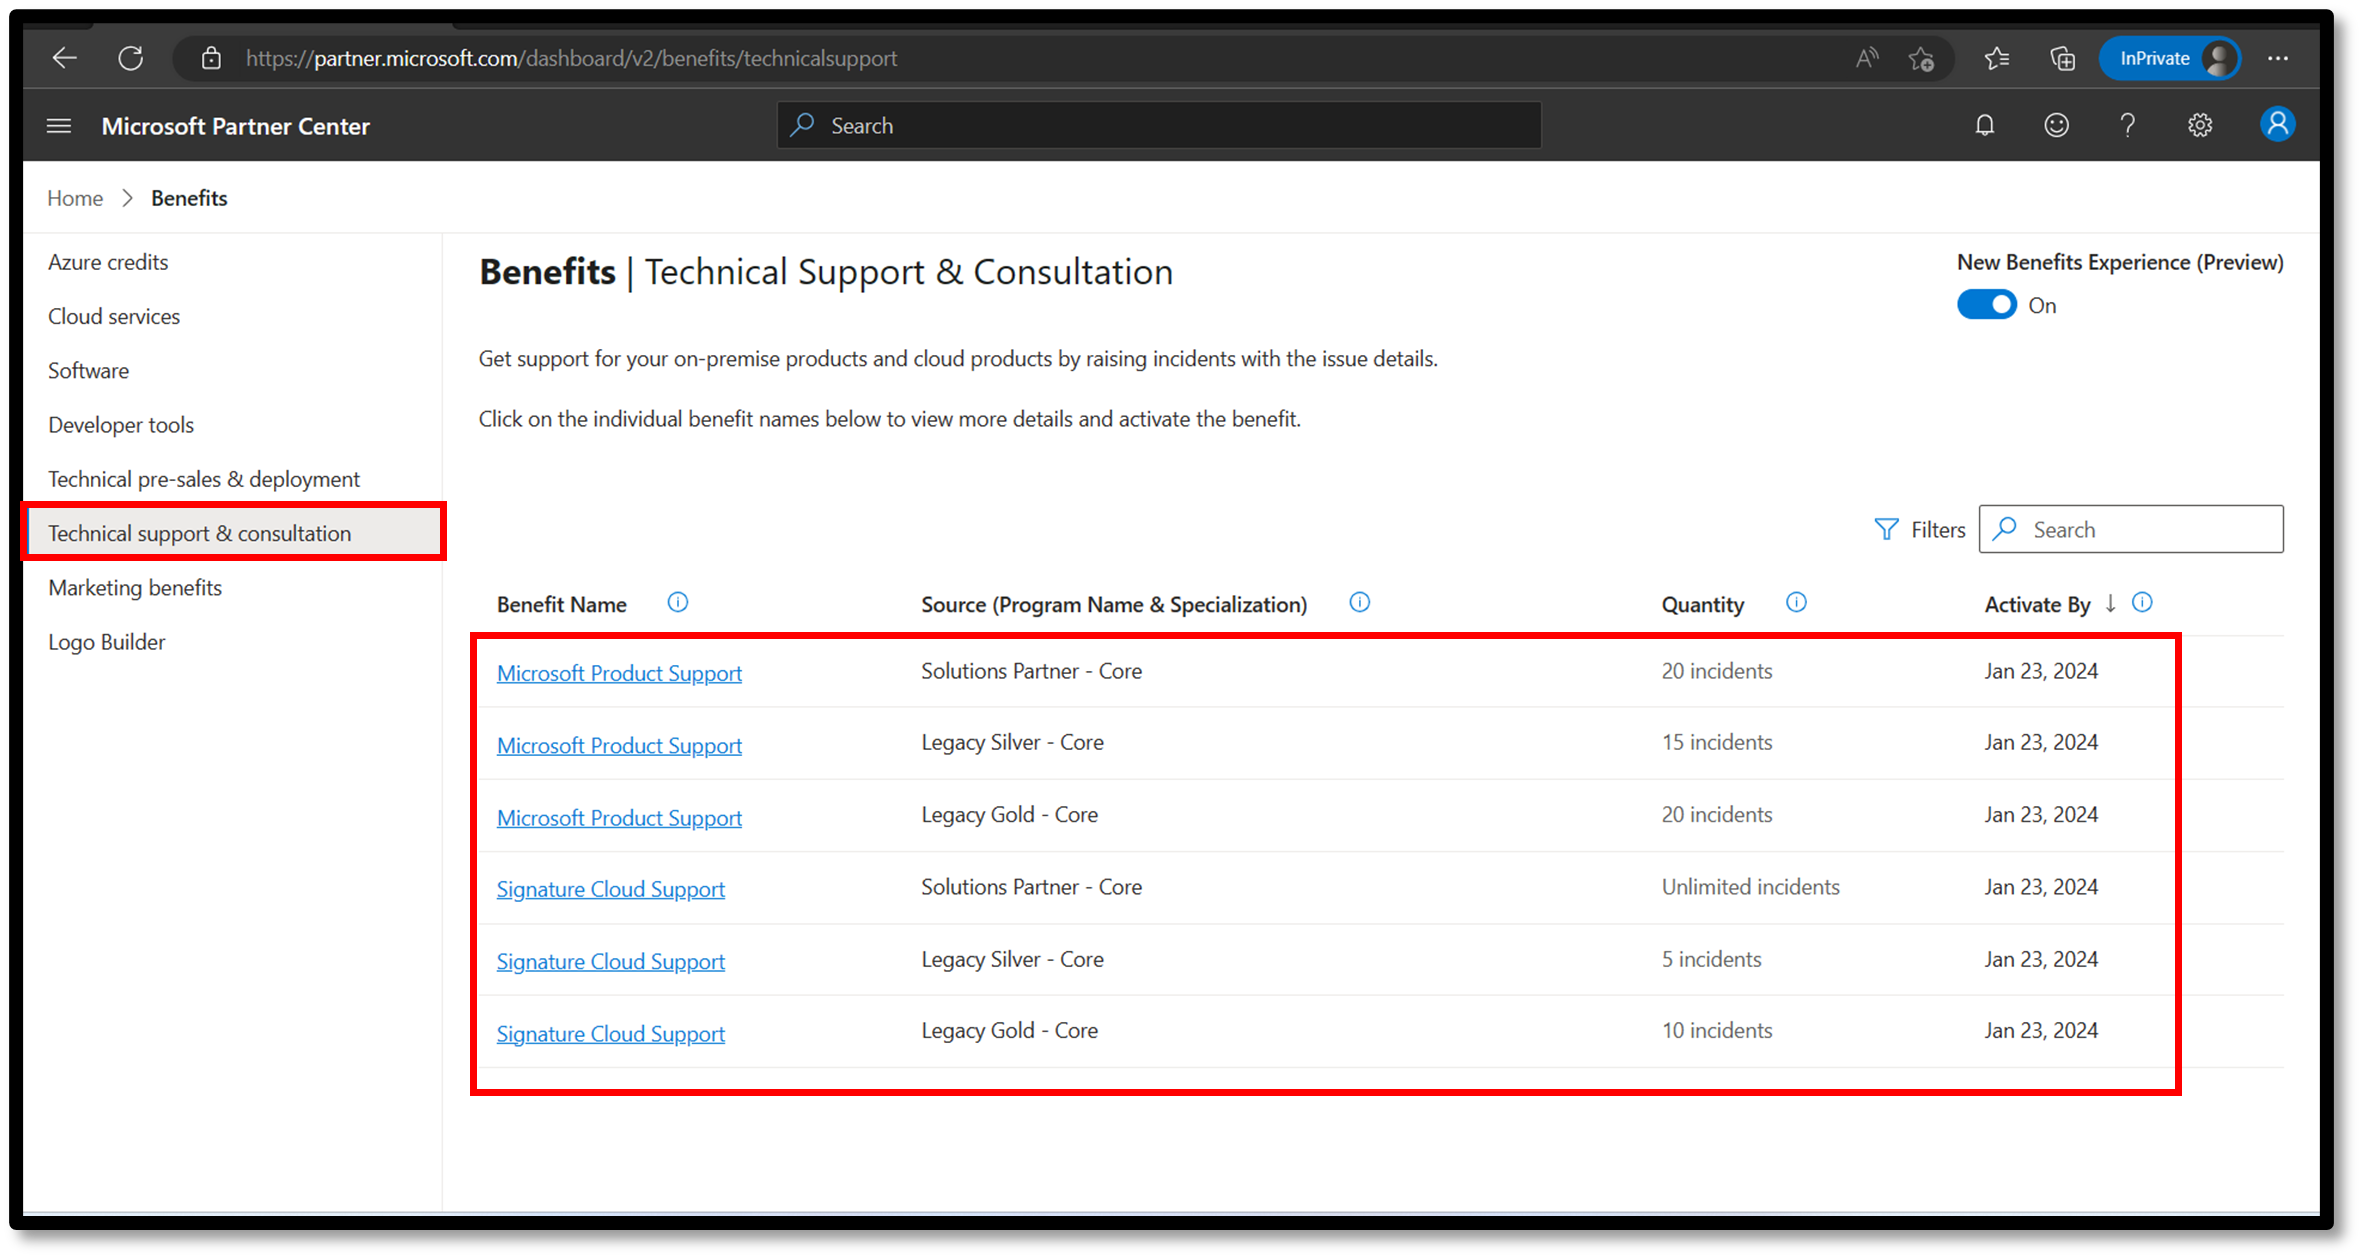 https://partner.microsoft.com/dashboard/v2/benefits/technicalsupport
InPrivate
Microsoft Partner Center
Search
Home > Benefits
Azure credits
Cloud services
Software
Developer tools
Technical pre-sales & deployment
Technical support & consultation
Marketing benefits
Logo Builder
Benefits | Technical Support & Consultation
New Benefits Experience (Preview)
On
Get support for your on-premise products and cloud products by raising incidents with the issue details.
Click on the individual benefit names below to view more details and activate the benefit.
Filters
Search
Benefit Name Source (Program Name & Specialization) Quantity Activate By ↓
Microsoft Product Support Solutions Partner - Core 20 incidents Jan 23, 2024
Microsoft Product Support Legacy Silver - Core 15 incidents Jan 23, 2024
Microsoft Product Support Legacy Gold - Core 20 incidents Jan 23, 2024
Signature Cloud Support Solutions Partner - Core Unlimited incidents Jan 23, 2024
Signature Cloud Support Legacy Silver - Core 5 incidents Jan 23, 2024
Signature Cloud Support Legacy Gold - Core 10 incidents Jan 23, 2024